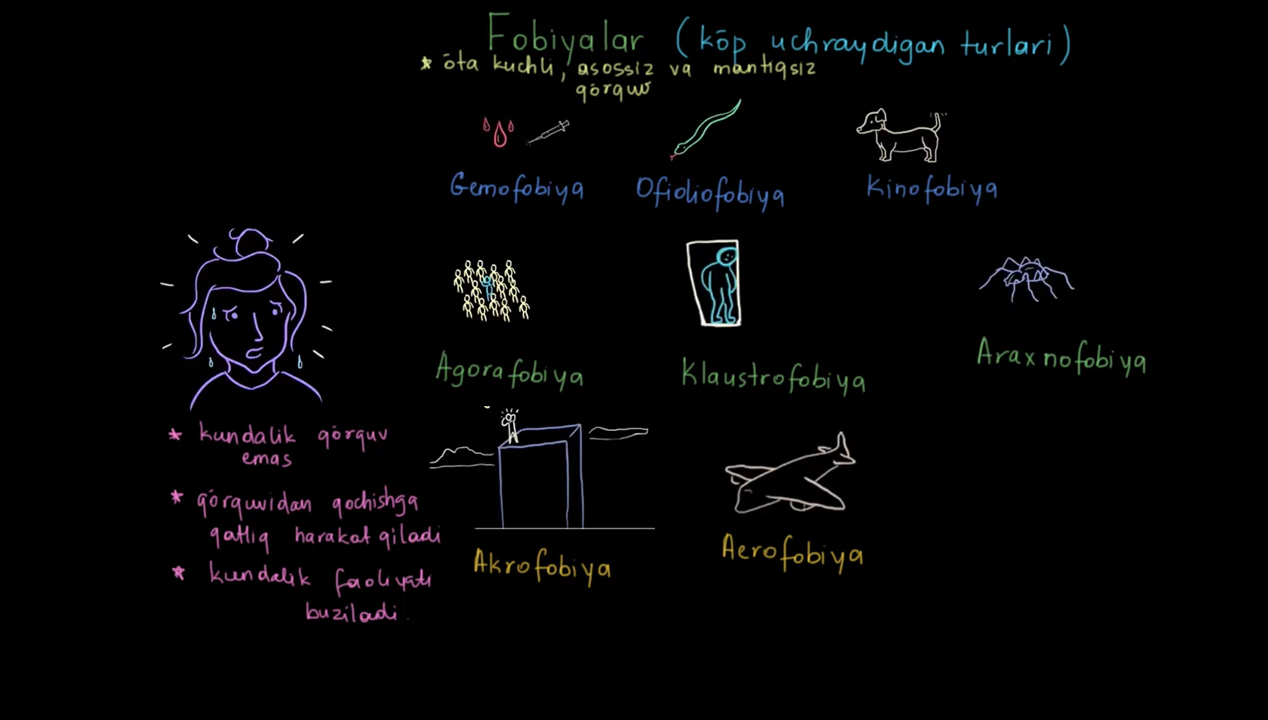 Fobiyalar (kōp uchraydigan turlari)
* ōta kuchli, asossiz va mantiqsiz
qōrquv
Gemofobiya
Ofidiofobiya
Kinofobiya
Agorafobiya
Klaustrofobiya
Araxnofobiya
* kundalik qōrquv
emas
* qōrquvidan qochishga
qattiq harakat qiladi
* kundalik faoliyati
buziladi.
Akrofobiya
Aerofobiya